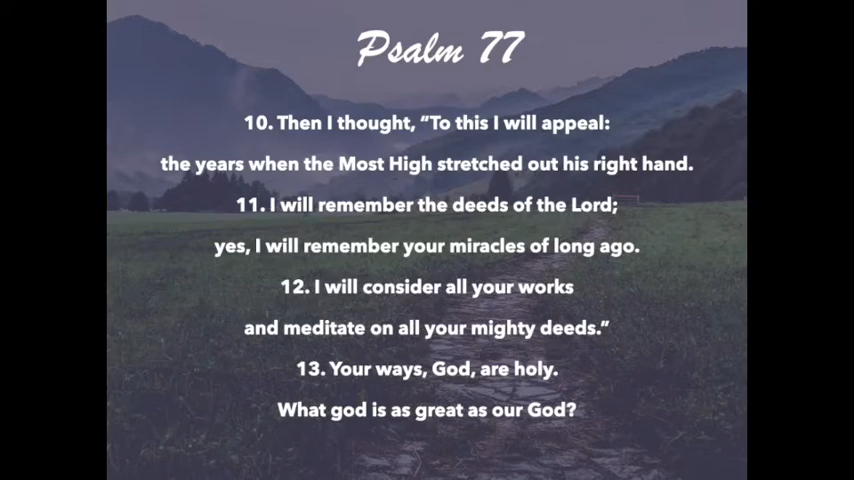 Psalm 77
10. Then I thought, “To this I will appeal:
the years when the Most High stretched out his right hand.
11. I will remember the deeds of the Lord;
yes, I will remember your miracles of long ago.
12. I will consider all your works
and meditate on all your mighty deeds.”
13. Your ways, God, are holy.
What god is as great as our God?